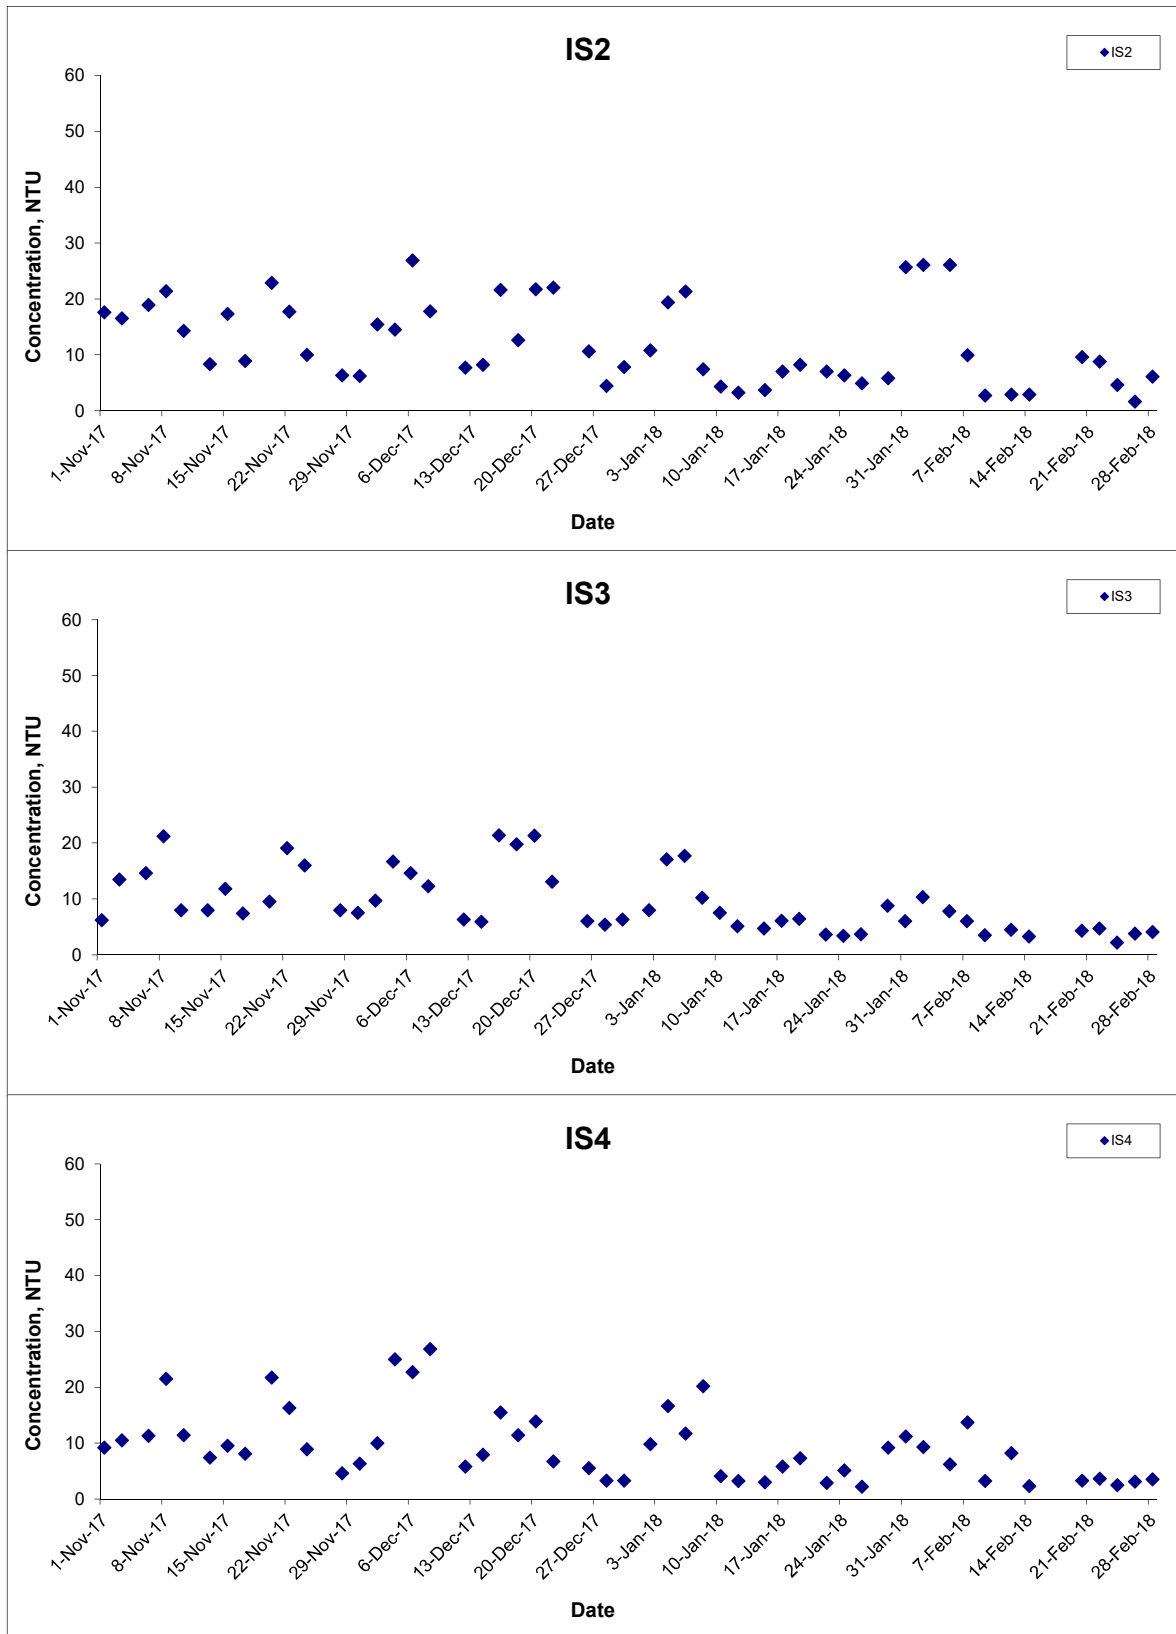 IS2
IS2
60
50
40
30
20
10
0
Concentration, NTU
1-Nov-17
8-Nov-17
15-Nov-17
22-Nov-17
29-Nov-17
6-Dec-17
13-Dec-17
20-Dec-17
27-Dec-17
3-Jan-18
10-Jan-18
17-Jan-18
24-Jan-18
31-Jan-18
7-Feb-18
14-Feb-18
21-Feb-18
28-Feb-18
Date
IS3
IS3
60
50
40
30
20
10
0
Concentration, NTU
1-Nov-17
8-Nov-17
15-Nov-17
22-Nov-17
29-Nov-17
6-Dec-17
13-Dec-17
20-Dec-17
27-Dec-17
3-Jan-18
10-Jan-18
17-Jan-18
24-Jan-18
31-Jan-18
7-Feb-18
14-Feb-18
21-Feb-18
28-Feb-18
Date
IS4
IS4
60
50
40
30
20
10
0
Concentration, NTU
1-Nov-17
8-Nov-17
15-Nov-17
22-Nov-17
29-Nov-17
6-Dec-17
13-Dec-17
20-Dec-17
27-Dec-17
3-Jan-18
10-Jan-18
17-Jan-18
24-Jan-18
31-Jan-18
7-Feb-18
14-Feb-18
21-Feb-18
28-Feb-18
Date